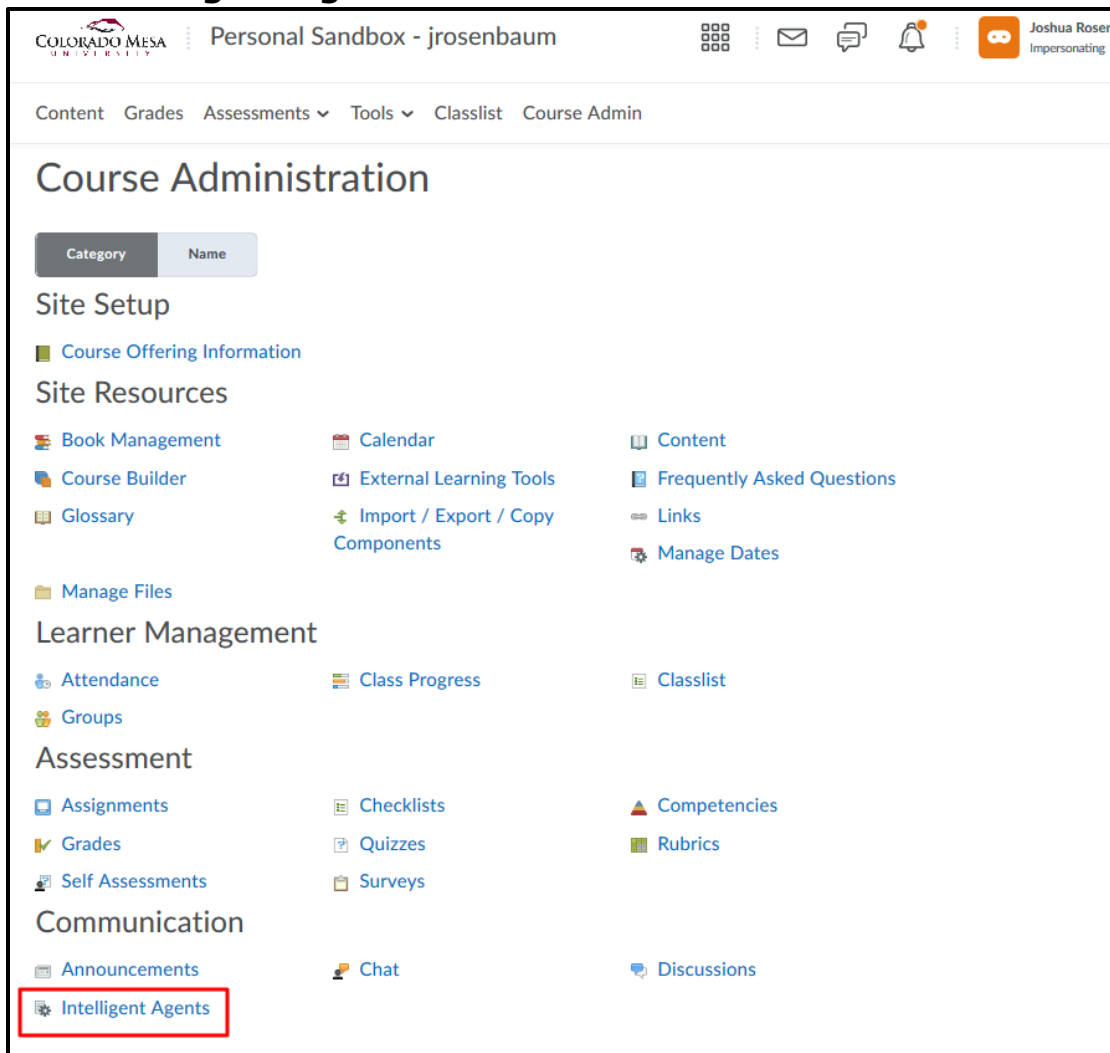 COLORADO MESA
UNIVERSITY
Personal Sandbox - jrosenbaum
Joshua Rosen
Impersonating
Content Grades Assessments Tools Classlist Course Admin
Course Administration
Category Name
Site Setup
Course Offering Information
Site Resources
Book Management Calendar Content
Course Builder External Learning Tools Frequently Asked Questions
Glossary Import / Export / Copy Links
Components
Manage Dates
Manage Files
Learner Management
Attendance Class Progress Classlist
Groups
Assessment
Assignments Checklists Competencies
Grades Quizzes Rubrics
Self Assessments Surveys
Communication
Announcements Chat Discussions
Intelligent Agents